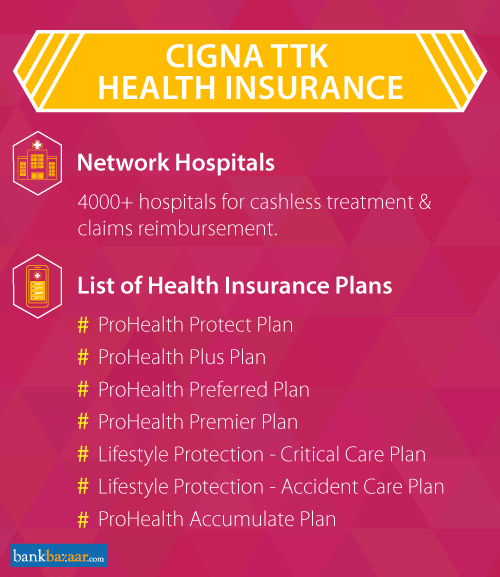 CIGNA TTK
HEALTH INSURANCE
Network Hospitals
4000+ hospitals for cashless treatment &
claims reimbursement.
List of Health Insurance Plans
# ProHealth Protect Plan
# ProHealth Plus Plan
# ProHealth Preferred Plan
# ProHealth Premier Plan
# Lifestyle Protection - Critical Care Plan
# Lifestyle Protection - Accident Care Plan
# ProHealth Accumulate Plan
bankbazaar.com